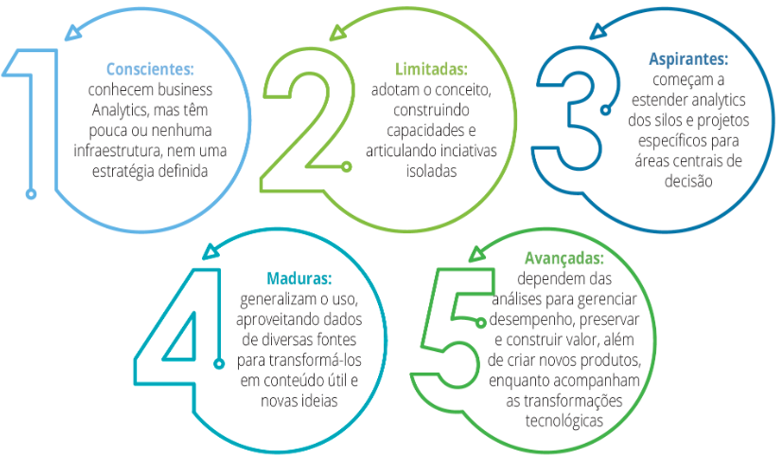 1
Conscientes:
conhecem business
Analytics, mas têm
pouca ou nenhuma
infraestrutura, nem uma
estratégia definida
2
Limitadas:
adotam o conceito,
construindo
capacidades e
articulando inciativas
isoladas
3
Aspirantes:
começam a
estender analytics
dos silos e projetos
específicos para
áreas centrais de
decisão
4
Maduras:
generalizam o uso,
aproveitando dados
de diversas fontes
para transformá-los
em conteúdo útil e
novas ideias
5
Avançadas:
dependem das
análises para gerenciar
desempenho, preservar
e construir valor, além
de criar novos produtos,
enquanto acompanham
as transformações
tecnológicas